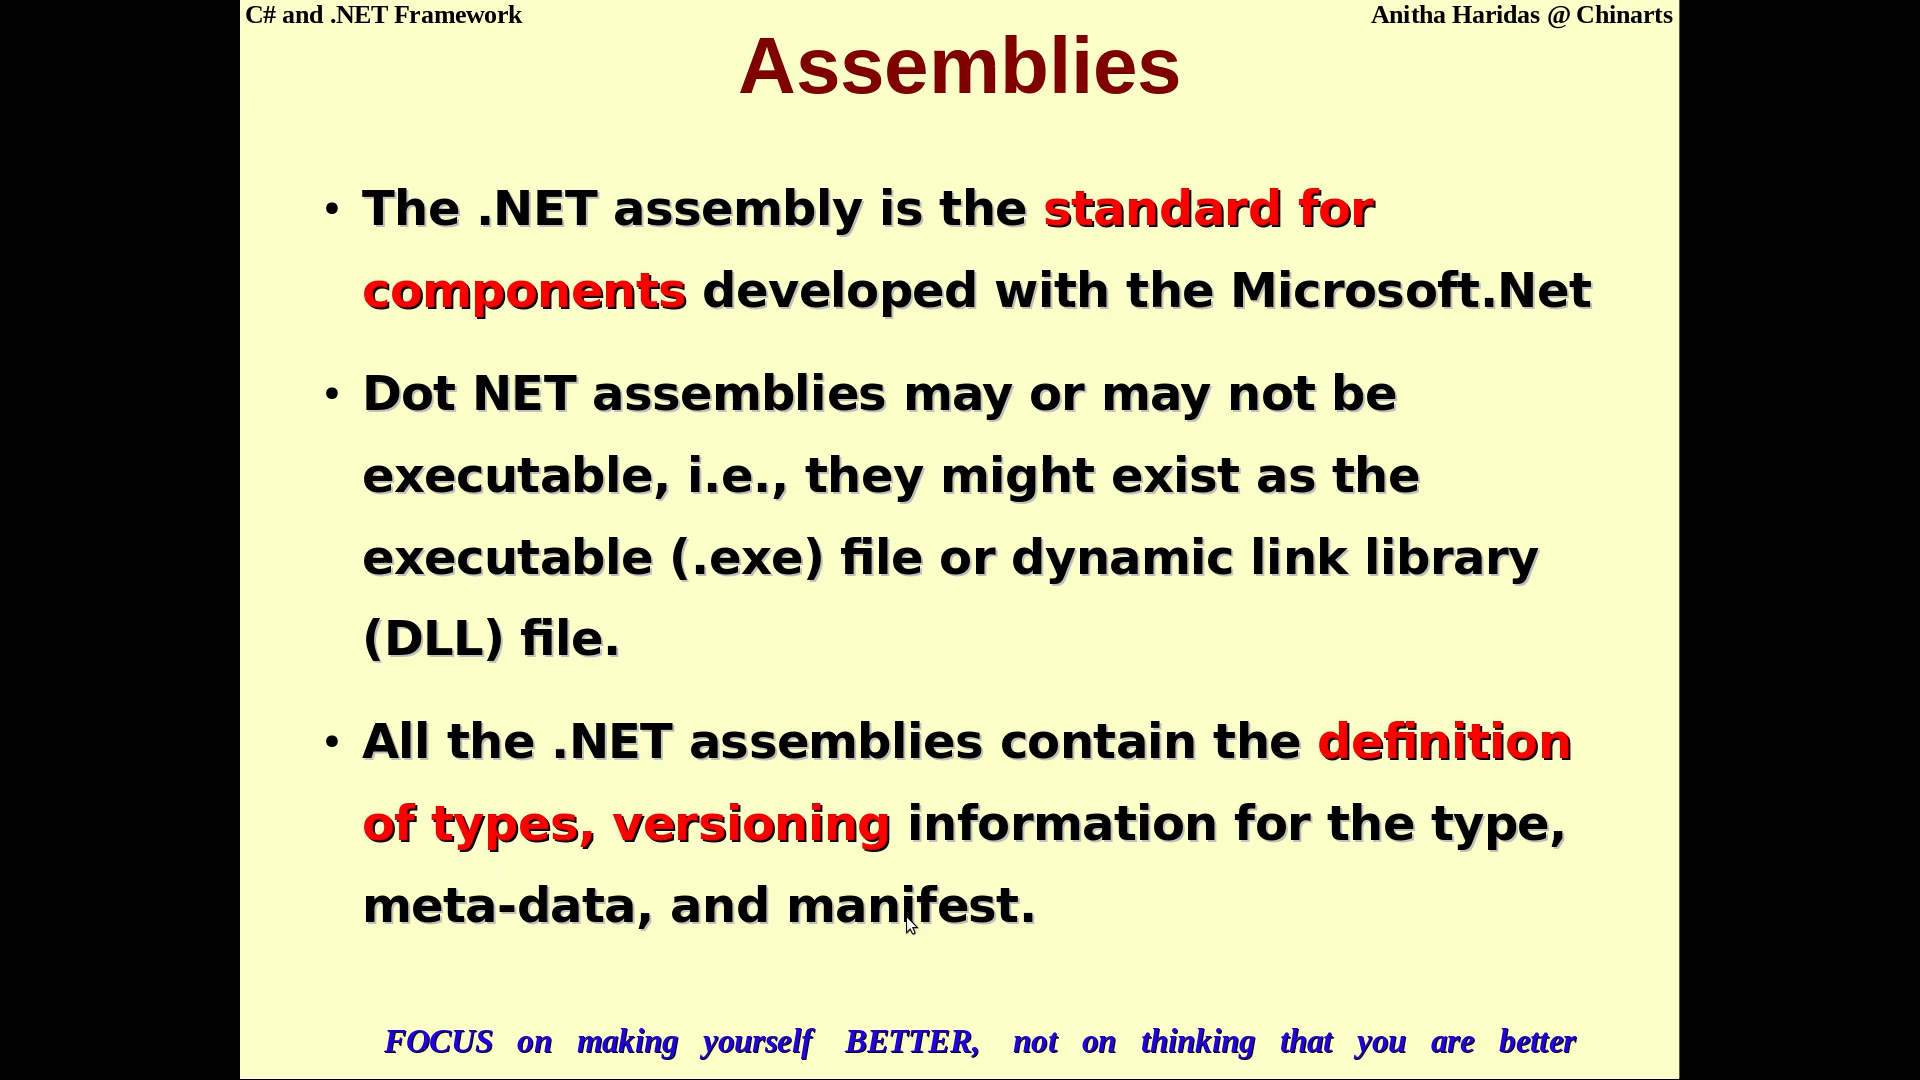 C# and .NET Framework
Anitha Haridas @ Chinarts
Assemblies
• The .NET assembly is the standard for
components developed with the Microsoft.Net
• Dot NET assemblies may or may not be
executable, i.e., they might exist as the
executable (.exe) file or dynamic link library
(DLL) file.
• All the .NET assemblies contain the definition
of types, versioning information for the type,
meta-data, and manifest.
FOCUS on making yourself BETTER, not on thinking that you are better